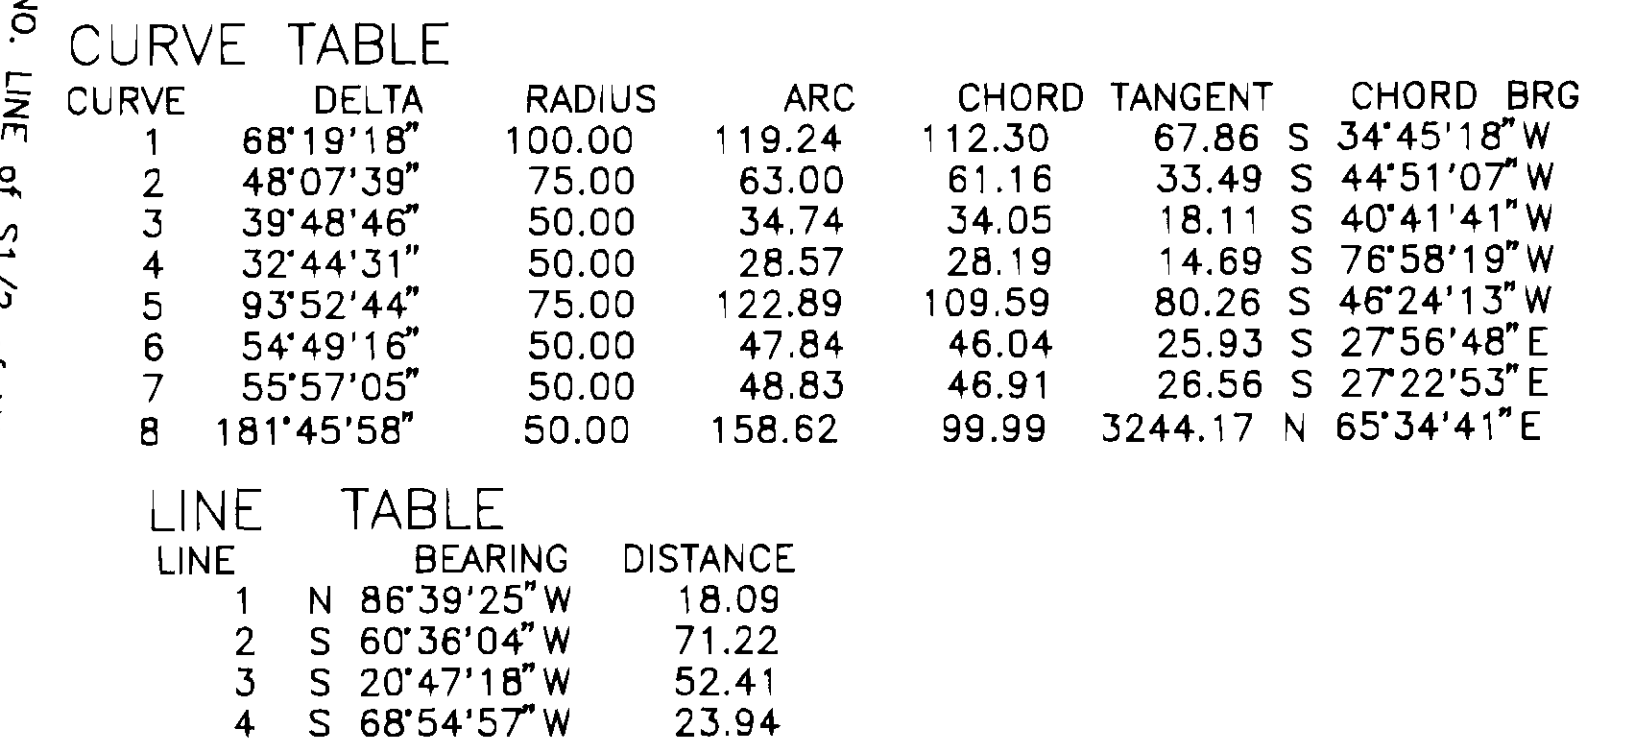 NO. LINE of S1/2
CURVE TABLE
CURVE DELTA RADIUS ARC CHORD TANGENT CHORD BRG
1 68°19'18" 100.00 119.24 112.30 67.86 S 34°45'18" W
2 48°07'39" 75.00 63.00 61.16 33.49 S 44°51'07" W
3 39°48'46" 50.00 34.74 34.05 18.11 S 40°41'41" W
4 32°44'31" 50.00 28.57 28.19 14.69 S 76°58'19" W
5 93°52'44" 75.00 122.89 109.59 80.26 S 46°24'13" W
6 54°49'16" 50.00 47.84 46.04 25.93 S 27°56'48" E
7 55°57'05" 50.00 48.83 46.91 26.56 S 27°22'53" E
8 181°45'58" 50.00 158.62 99.99 3244.17 N 65°34'41" E
LINE TABLE
LINE BEARING DISTANCE
1 N 86°39'25" W 18.09
2 S 60°36'04" W 71.22
3 S 20°47'18" W 52.41
4 S 68°54'57" W 23.94